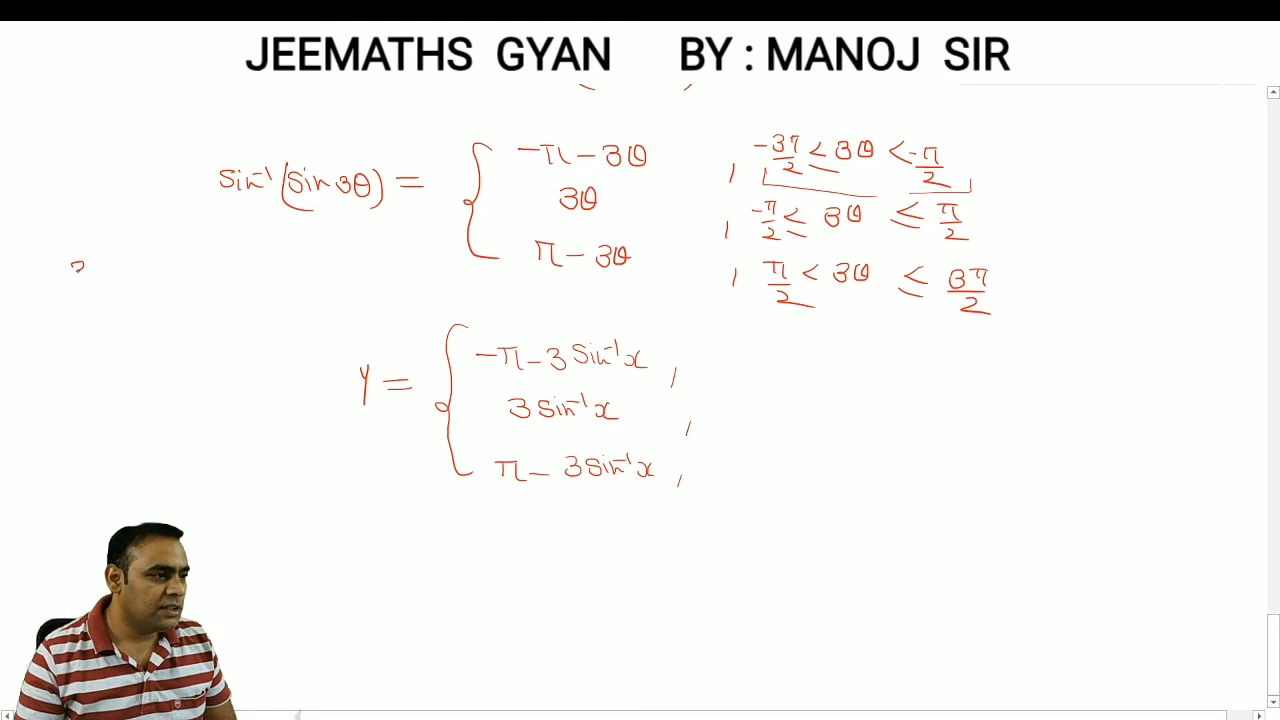 JEEMATHS GYAN BY : MANOJ SIR
sin⁻¹(sin3θ) = { -π - 3θ , -3π/2 ≤ 3θ < -π/2
3θ , -π/2 ≤ 3θ ≤ π/2
π - 3θ , π/2 < 3θ ≤ 3π/2
y = { -π - 3sin⁻¹x ,
3sin⁻¹x ,
π - 3sin⁻¹x ,